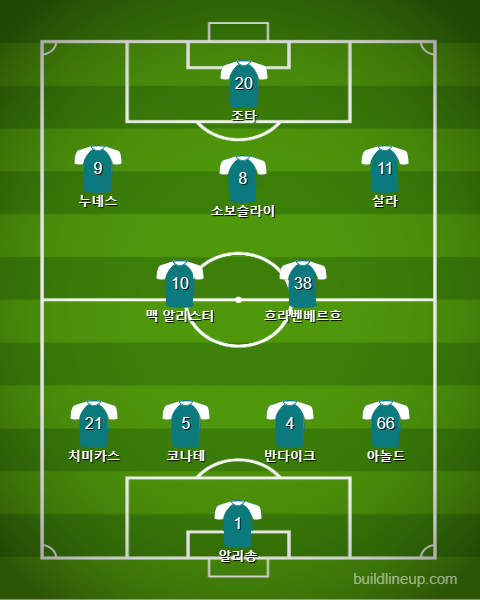 20
조타
9
누네스
8
소보슬라이
11
살라
10
맥 알리스터
38
흐라벤베르흐
21
치미카스
5
코나테
4
반다이크
66
아놀드
1
알리송
buildlineup.com